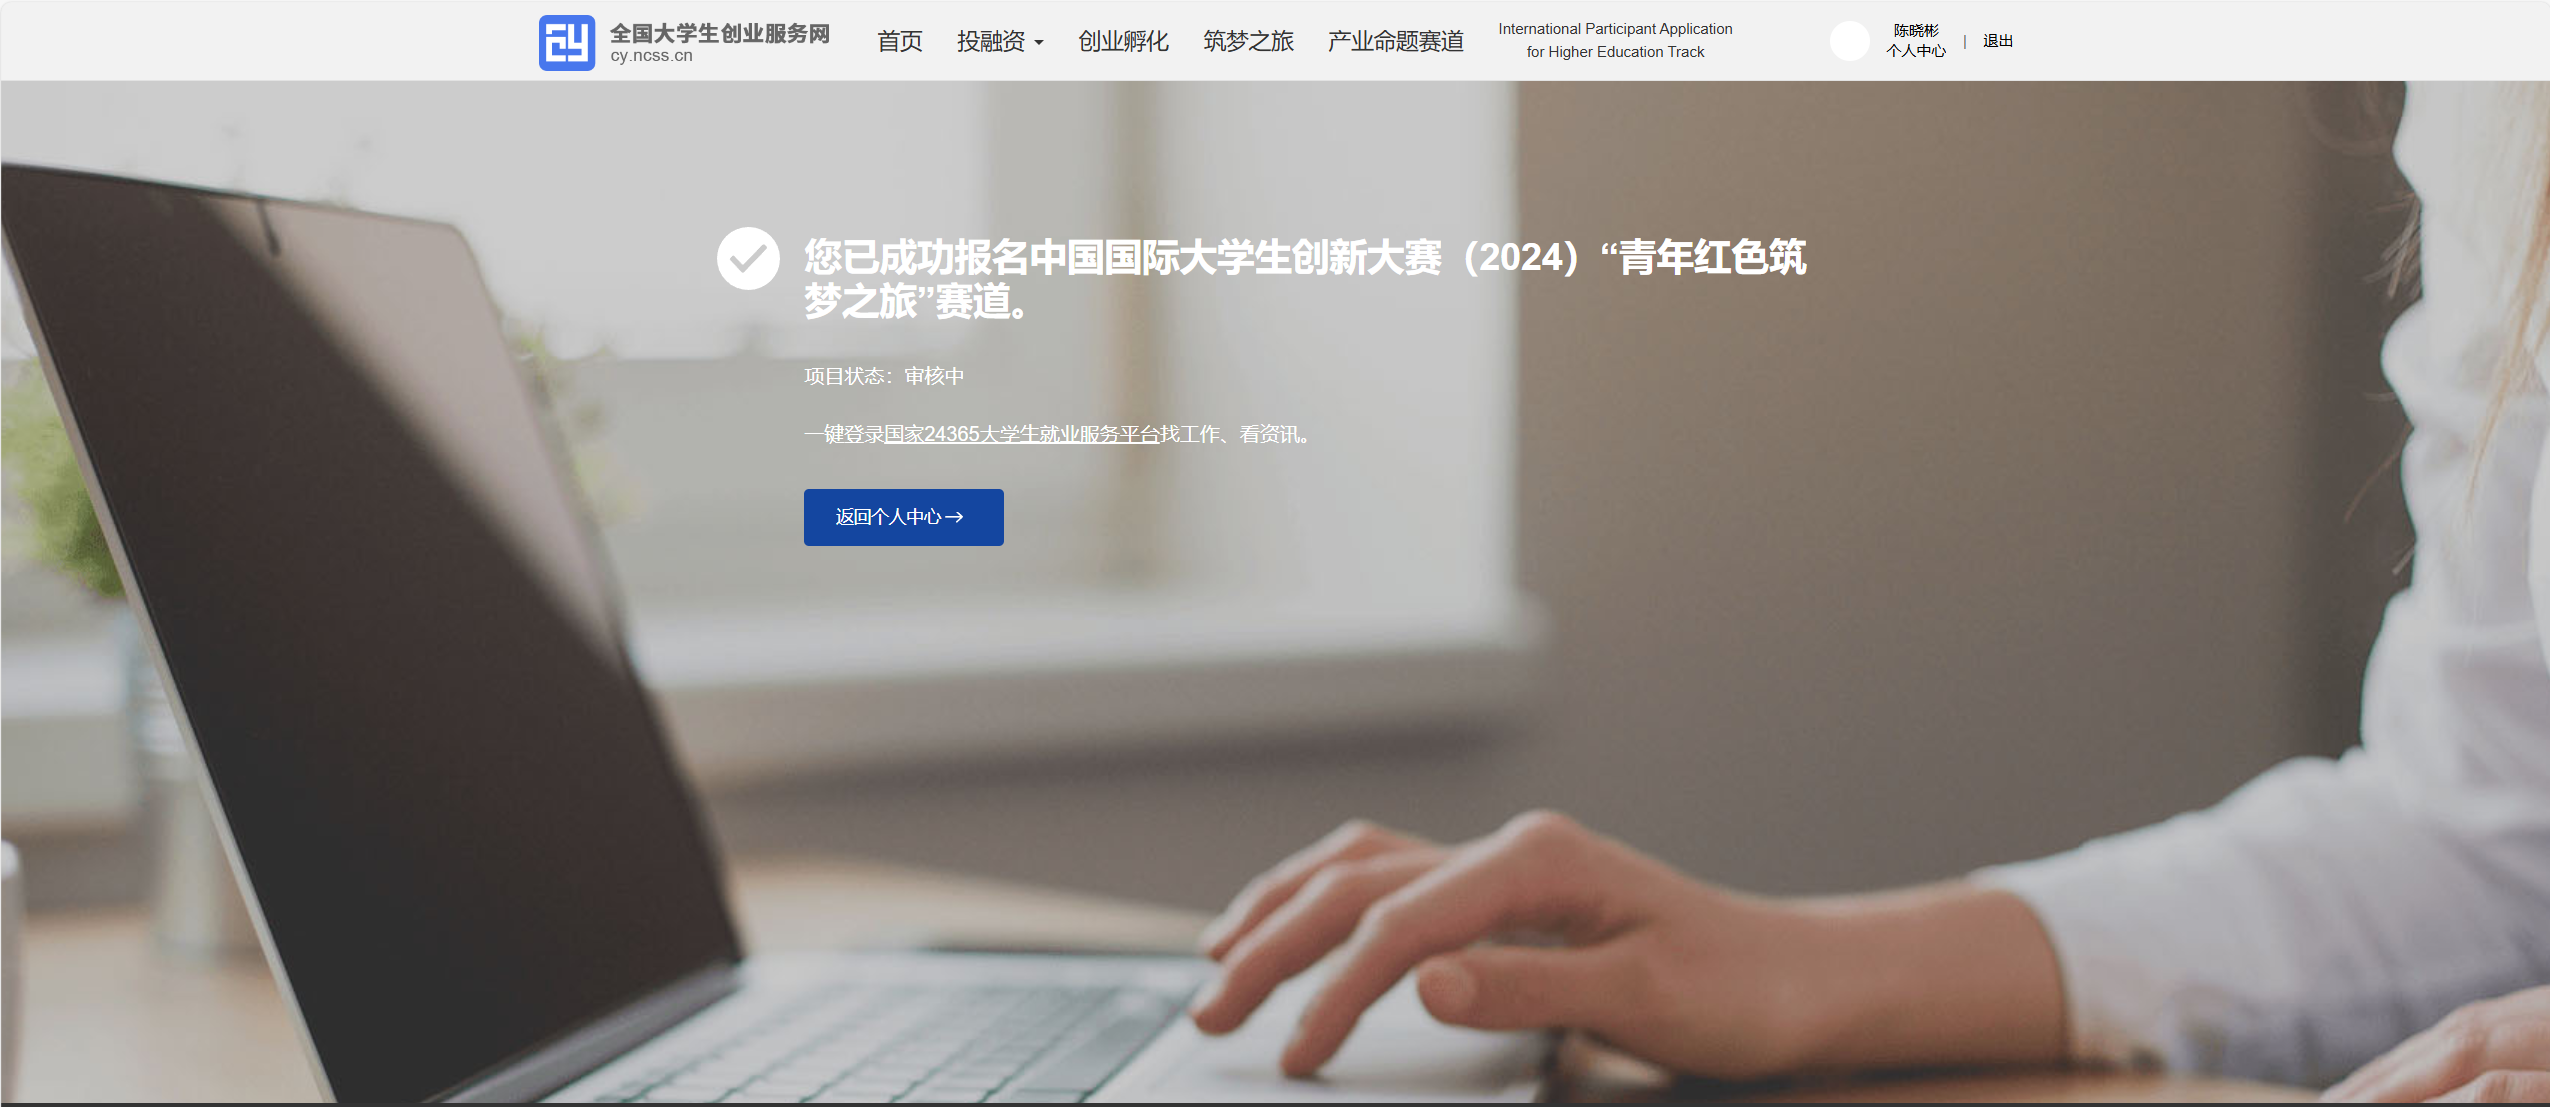 全国大学生创业服务网
cy.ncss.cn
首页
投融资
创业孵化
筑梦之旅
产业命题赛道
International Participant Application
for Higher Education Track
陈晓彬
个人中心
|
退出
您已成功报名中国国际大学生创新大赛（2024）“青年红色筑
梦之旅”赛道。
项目状态：审核中
一键登录国家24365大学生就业服务平台找工作、看资讯。
返回个人中心→